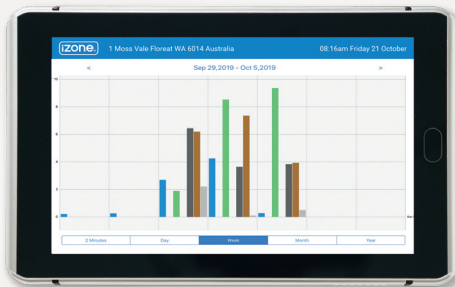 izone. 1 Moss Vale Floreat WA 6014 Australia 08:16am Friday 21 October
< Sep 29,2019 - Oct 5,2019 >
10
8
6
4
2
0
2 Minutes Day Week Month Year